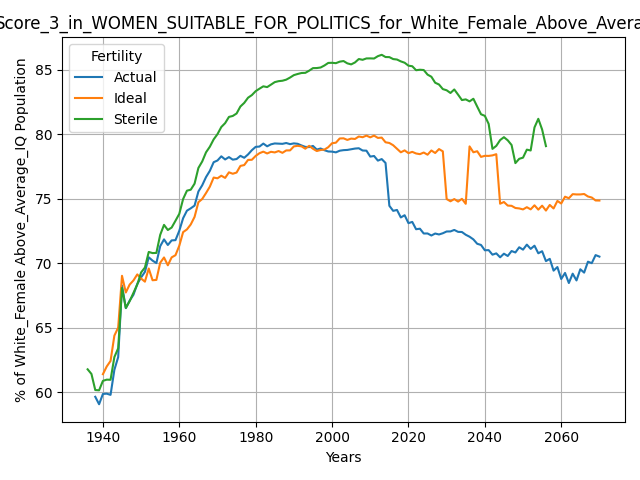 Score_3_in_WOMEN_SUITABLE_FOR_POLITICS_for_White_Female_Above_Avera
Fertility
Actual
Ideal
Sterile
% of White_Female Above_Average_IQ Population
85
80
75
70
65
60
1940 1960 1980 2000 2020 2040 2060
Years